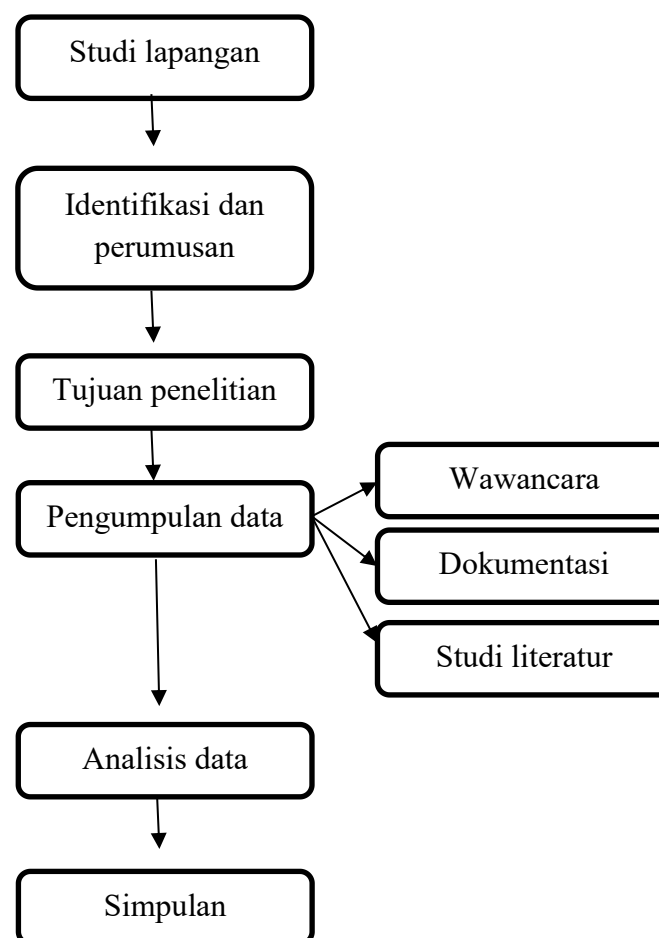 Studi lapangan
Identifikasi dan
perumusan
Tujuan penelitian
Pengumpulan data
Wawancara
Dokumentasi
Studi literatur
Analisis data
Simpulan